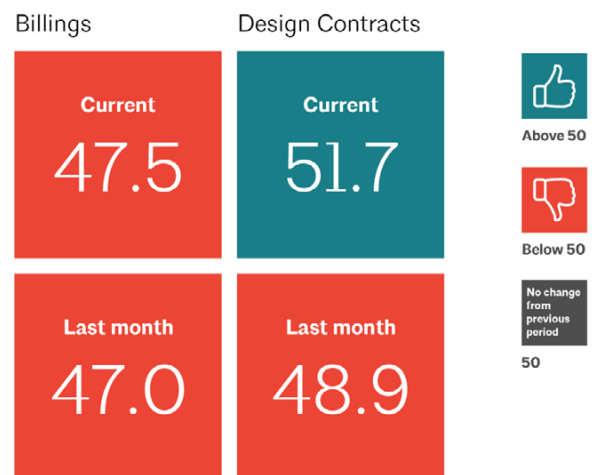 Billings
Design Contracts
Current
47.5
Current
51.7
Last month
47.0
Last month
48.9
Above 50
Below 50
No change
from
previous
period
50